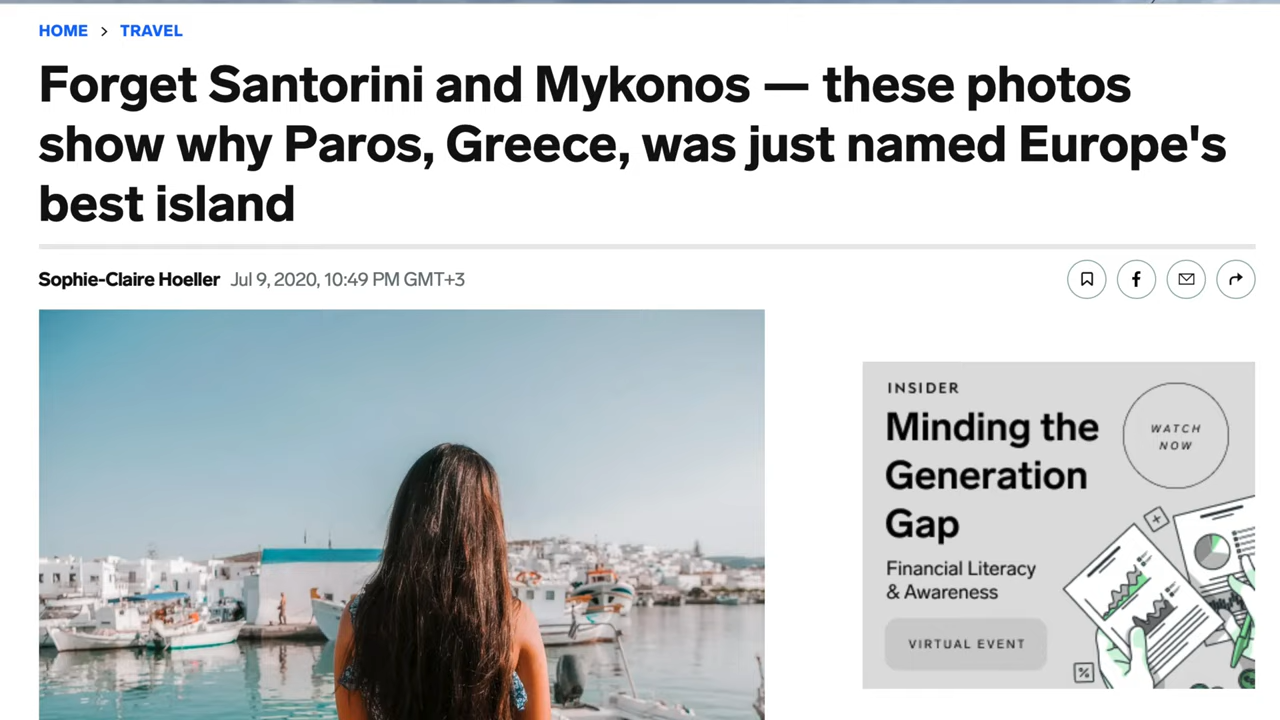 HOME > TRAVEL
Forget Santorini and Mykonos — these photos
show why Paros, Greece, was just named Europe's
best island
Sophie-Claire Hoeller Jul 9, 2020, 10:49 PM GMT+3
INSIDER
Minding the
Generation
Gap
WATCH
NOW
Financial Literacy
& Awareness
VIRTUAL EVENT